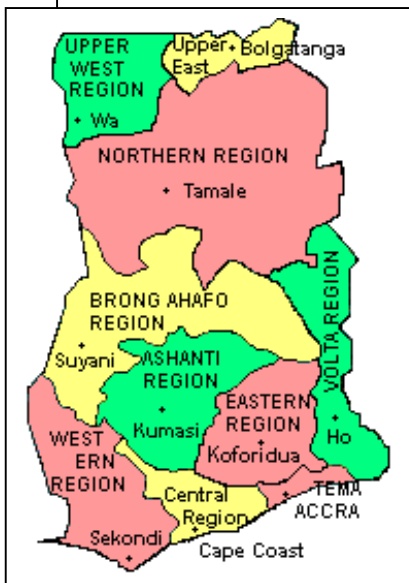 UPPER
WEST
REGION
Wa
Upper
East
Bolgatanga
NORTHERN REGION
Tamale
BRONG AHAFO
REGION
Suyani
ASHANTI
REGION
Kumasi
VOLTA REGION
Ho
EASTERN
REGION
Koforidua
WEST
ERN
REGION
Sekondi
Central
Region
Cape Coast
TEMA
ACCRA